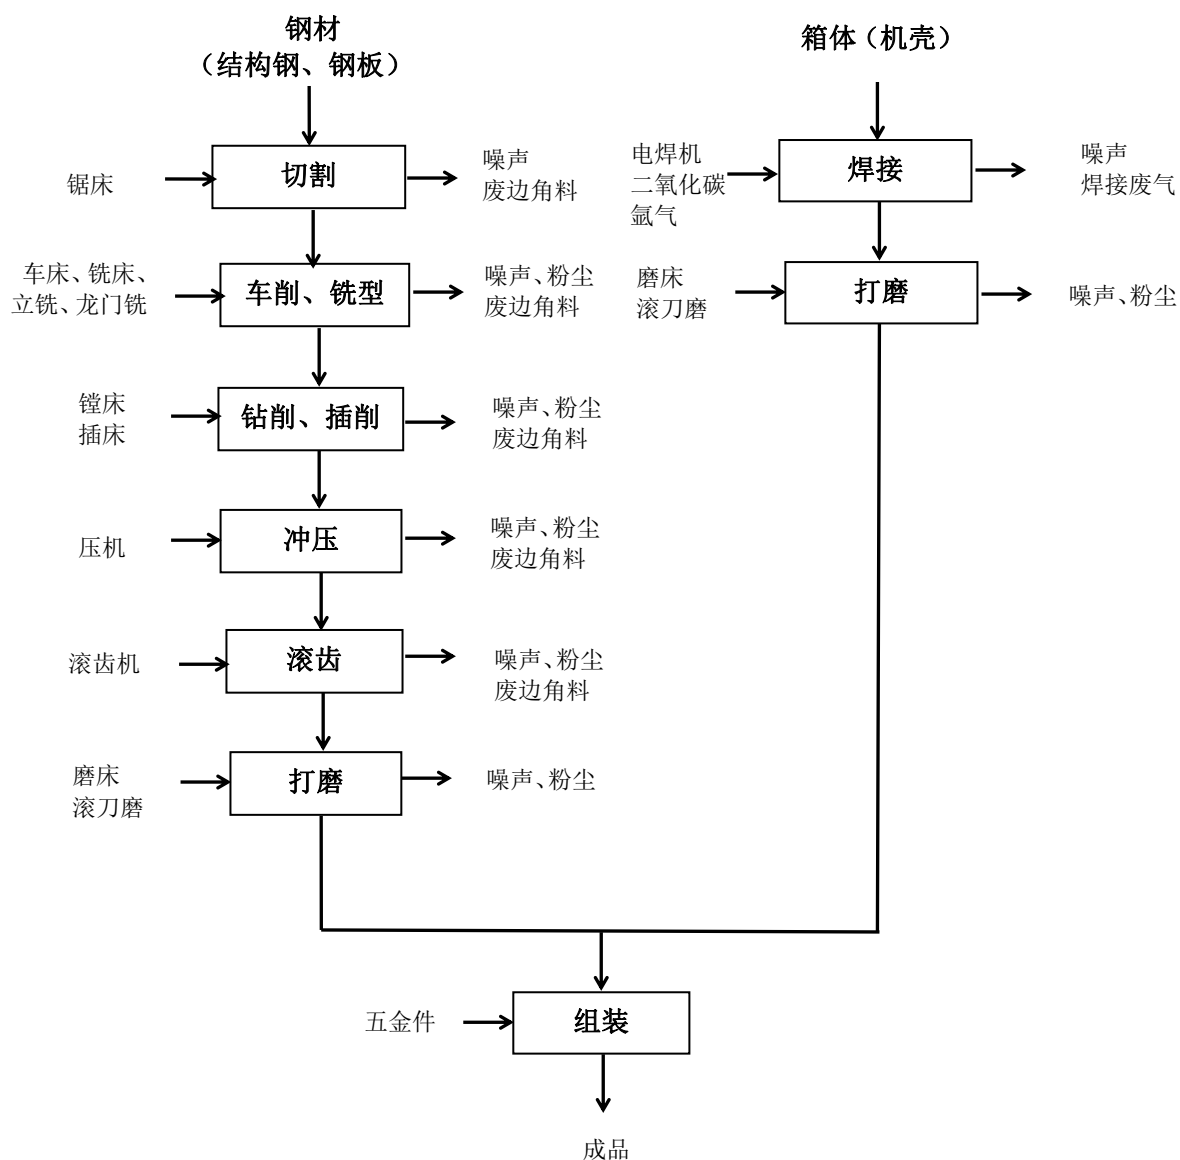 钢材
（结构钢、钢板）
锯床
切割
噪声
废边角料
车床、铣床、
立铣、龙门铣
车削、铣型
噪声、粉尘
废边角料
镗床
插床
钻削、插削
噪声、粉尘
废边角料
压机
冲压
噪声、粉尘
废边角料
滚齿机
滚齿
噪声、粉尘
废边角料
磨床
滚刀磨
打磨
噪声、粉尘
箱体（机壳）
电焊机
二氧化碳
氩气
焊接
噪声
焊接废气
磨床
滚刀磨
打磨
噪声、粉尘
五金件
组装
成品